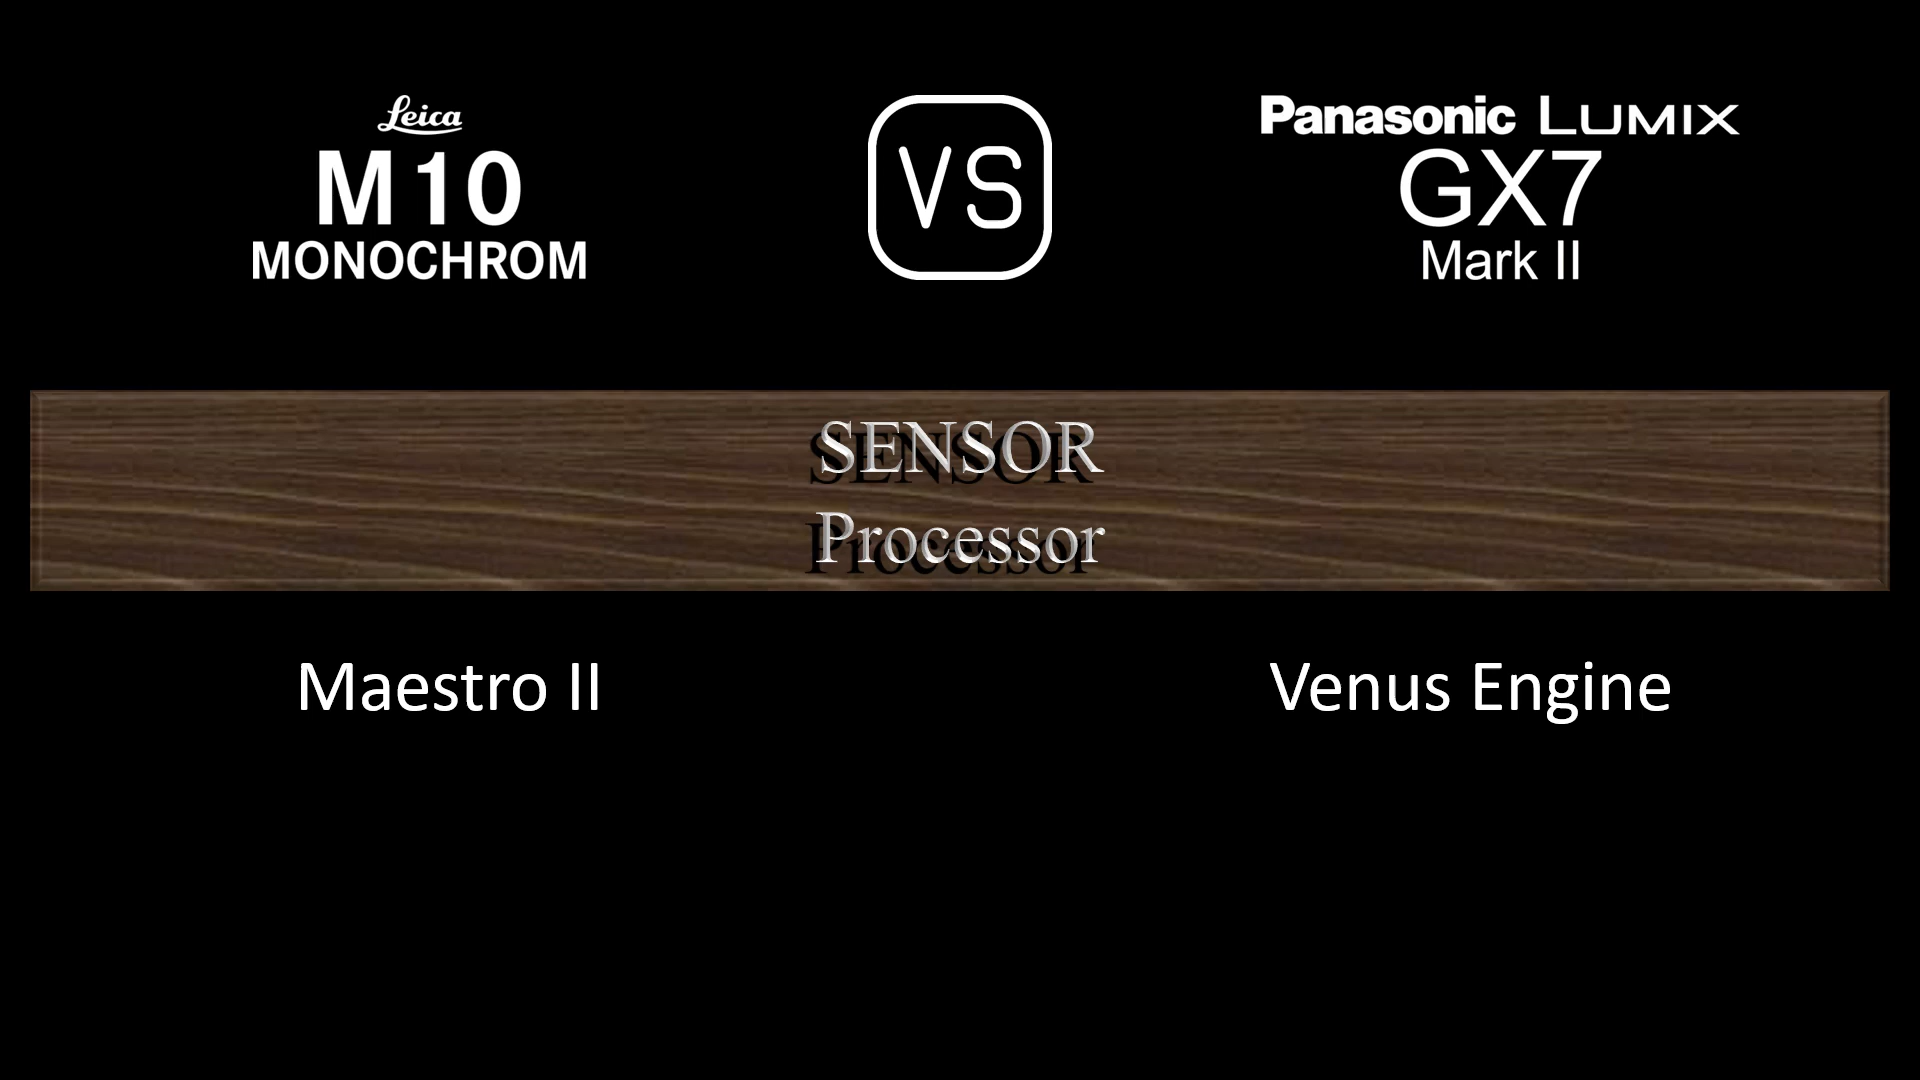 Leica
M10
MONOCHROM
VS
Panasonic LUMIX
GX7
Mark II
SENSOR
Processor
Maestro II
Venus Engine